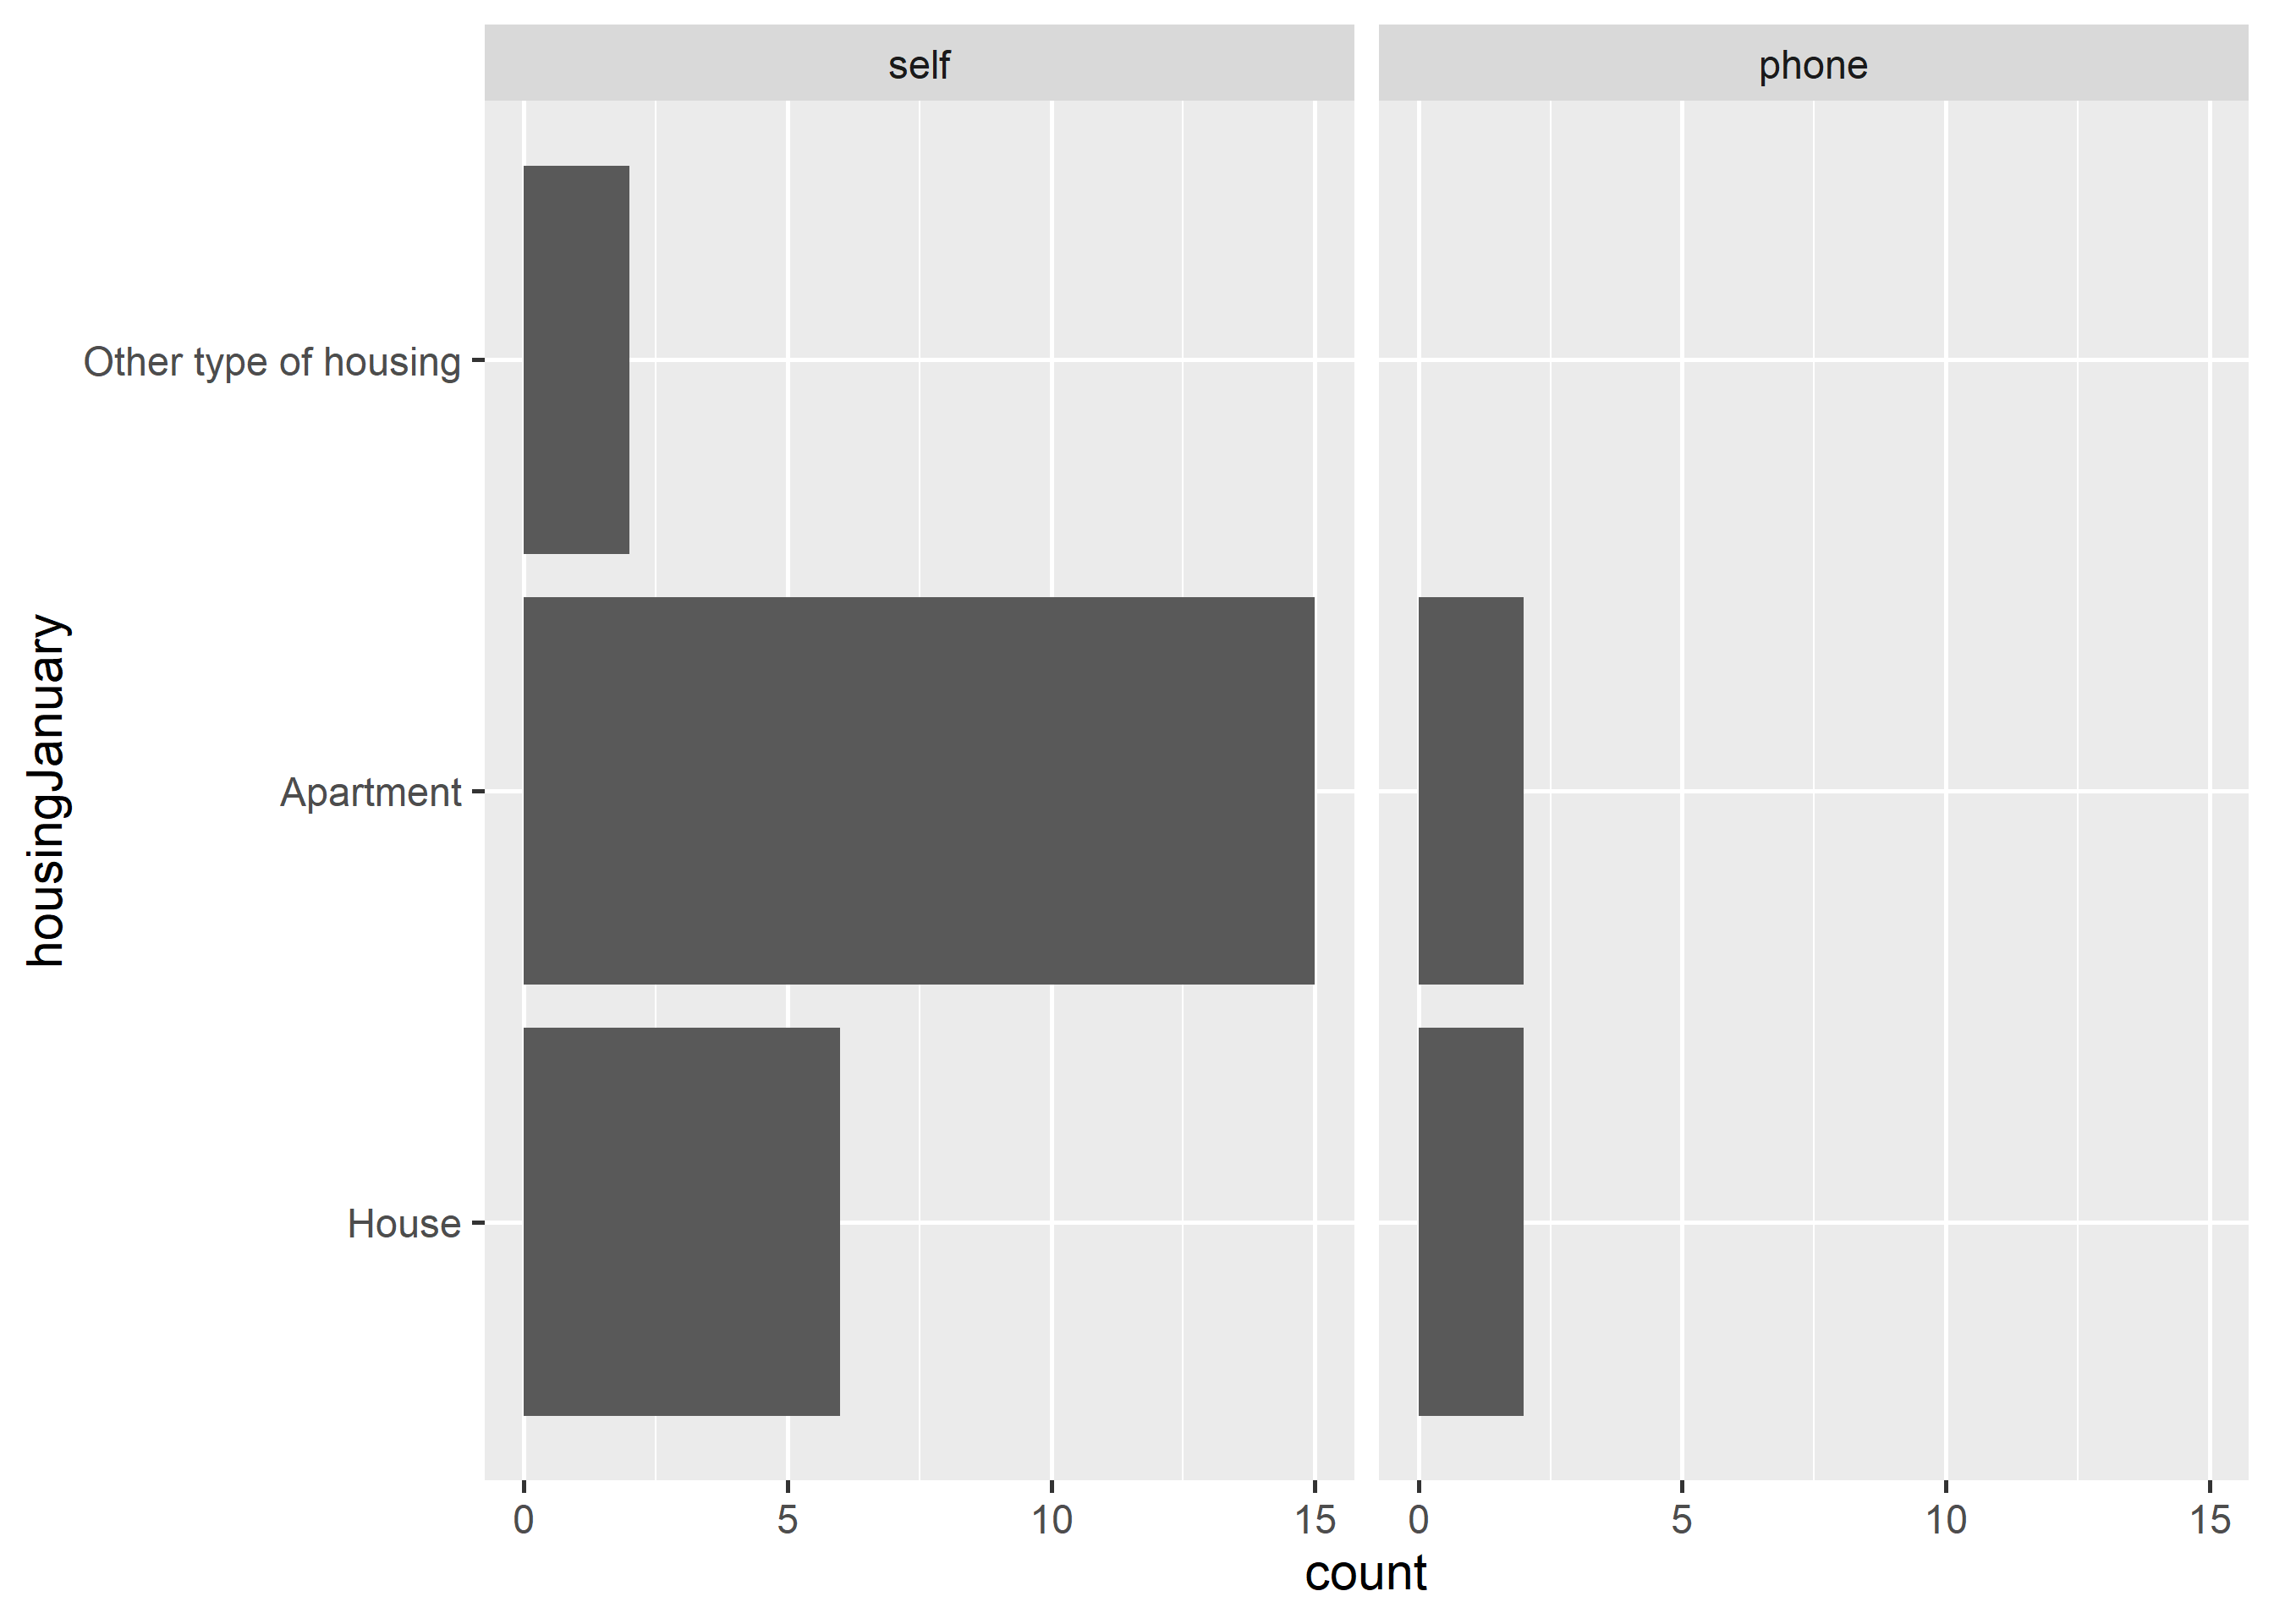 self
phone
Other type of housing
Apartment
House
housingJanuary
0 5 10 15
0 5 10 15
count